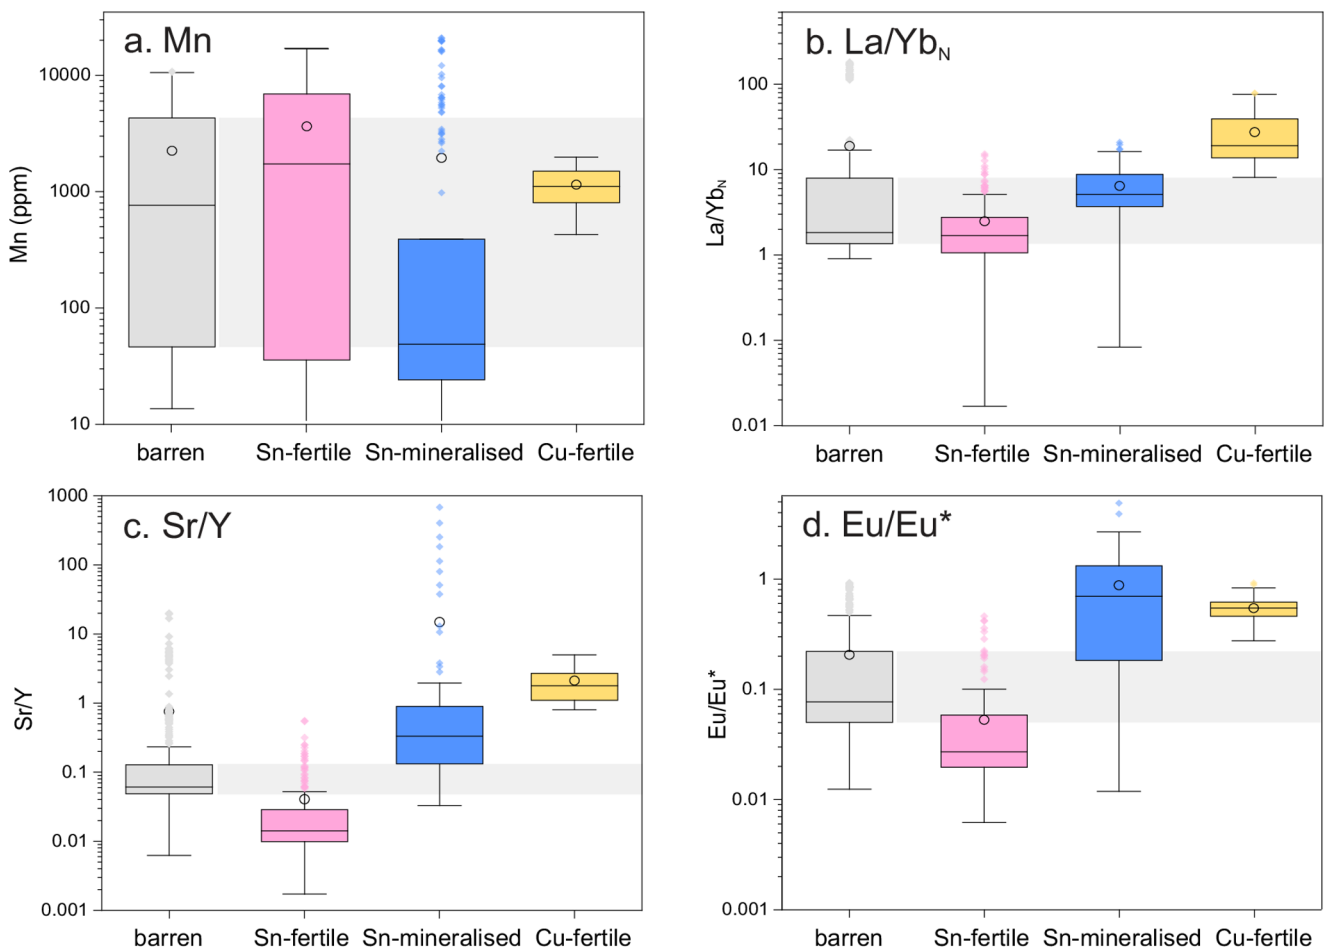 a. Mn
Mn (ppm)
10000
1000
100
10
barren Sn-fertile Sn-mineralised Cu-fertile
b. La/YbN
La/YbN
100
10
1
0.1
0.01
barren Sn-fertile Sn-mineralised Cu-fertile
c. Sr/Y
Sr/Y
1000
100
10
1
0.1
0.01
0.001
barren Sn-fertile Sn-mineralised Cu-fertile
d. Eu/Eu*
Eu/Eu*
1
0.1
0.01
0.001
barren Sn-fertile Sn-mineralised Cu-fertile